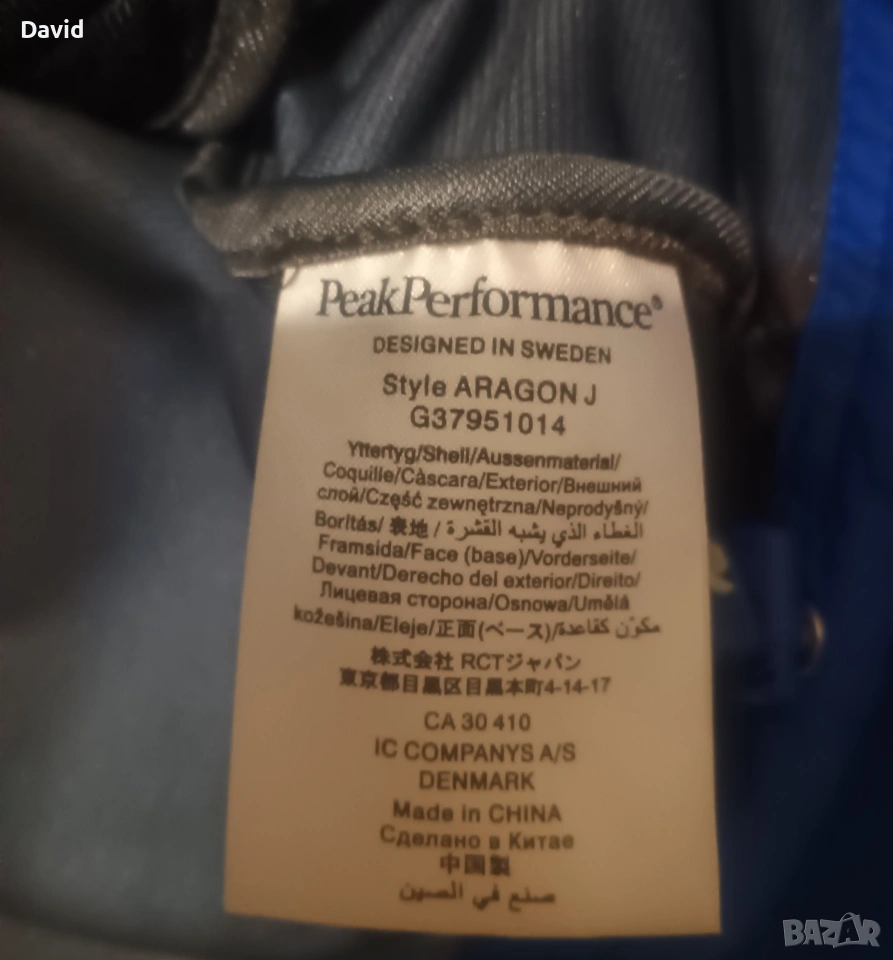 David
PeakPerformance®
DESIGNED IN SWEDEN
Style ARAGON J
G37951014
Yttertyg/Shell/Aussenmaterial/
Coquille/Càscara/Exterior/Внешний
слой/Część zewnętrzna/Neprodyšný/
Borítás/ 表地 / الغطاء الذي يشبه القشرة/
Framsida/Face (base)/Vorderseite/
Devant/Derecho del exterior/Direito/
Лицевая сторона/Osnowa/Umělá
kožešina/Eleje/正面(ベース)/مكوّن كقاعدة
株式会社 RCTジャパン
東京都目黒区目黒本町4-14-17
CA 30 410
IC COMPANYS A/S
DENMARK
Made in CHINA
Сделано в Китае
中国製
صنع في الصين
BAZAR